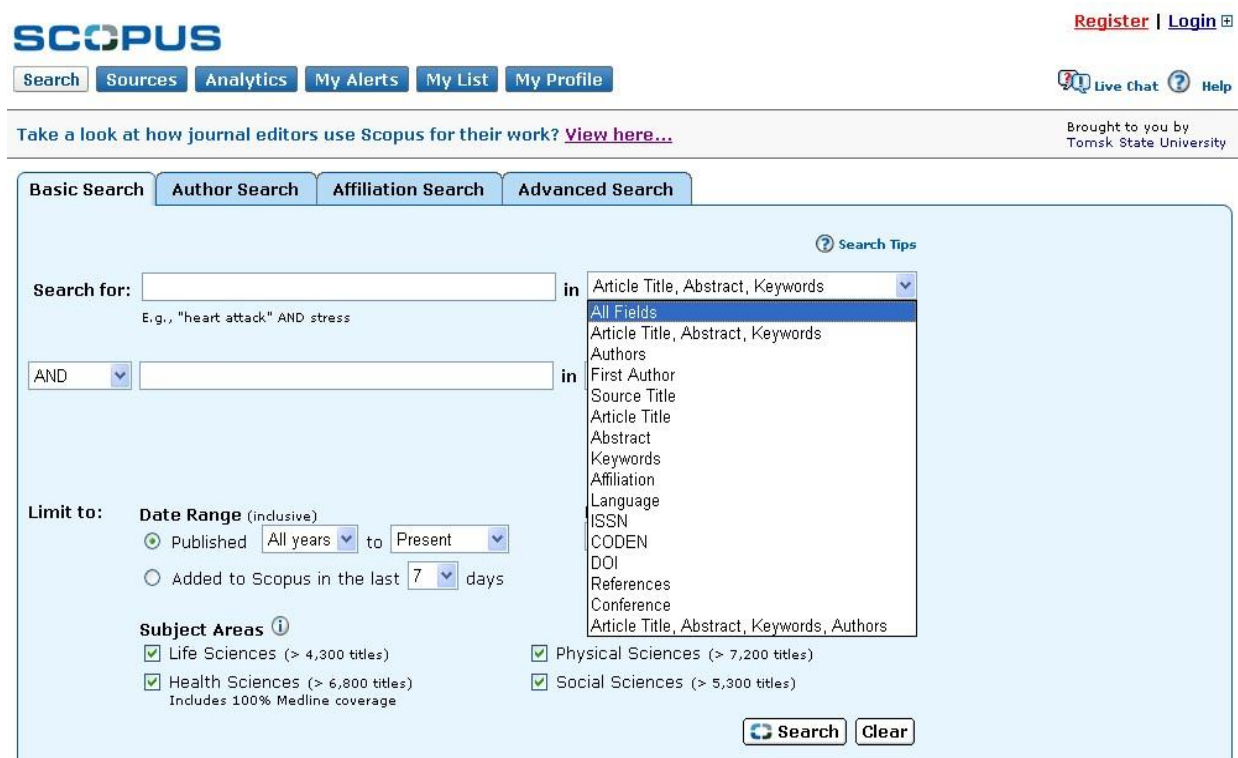 Register | Login
SCOPUS
Search Sources Analytics My Alerts My List My Profile
Live Chat Help
Take a look at how journal editors use Scopus for their work? View here...
Brought to you by
Tomsk State University
Basic Search Author Search Affiliation Search Advanced Search
Search Tips
Search for: in Article Title, Abstract, Keywords
E.g., "heart attack" AND stress
All Fields
Article Title, Abstract, Keywords
Authors
AND in First Author
Source Title
Article Title
Abstract
Keywords
Affiliation
Language
ISSN
CODEN
DOI
References
Conference
Article Title, Abstract, Keywords, Authors
Limit to: Date Range (inclusive)
Published All years to Present
Added to Scopus in the last 7 days
Subject Areas
Life Sciences (> 4,300 titles) Physical Sciences (> 7,200 titles)
Health Sciences (> 6,800 titles) Social Sciences (> 5,300 titles)
Includes 100% Medline coverage
Search Clear